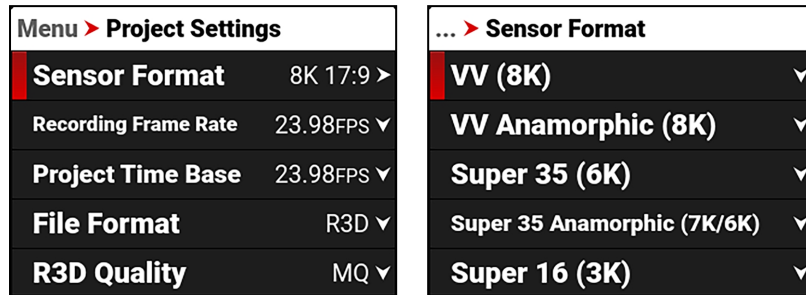 Menu > Project Settings
Sensor Format 8K 17:9 >
Recording Frame Rate 23.98FPS
Project Time Base 23.98FPS
File Format R3D
R3D Quality MQ
... > Sensor Format
VV (8K)
VV Anamorphic (8K)
Super 35 (6K)
Super 35 Anamorphic (7K/6K)
Super 16 (3K)